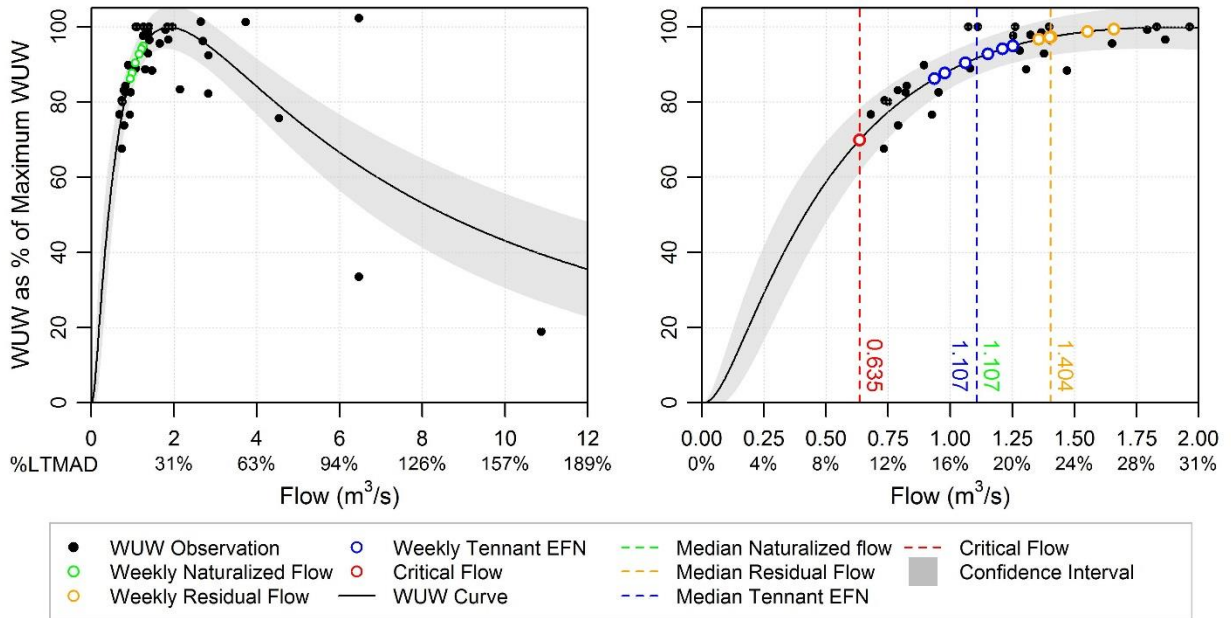 WUW as % of Maximum WUW
100
80
60
40
20
0
0 2 4 6 8 10 12
%LTMAD 31% 63% 94% 126% 157% 189%
Flow (m³/s)
100
80
60
40
20
0
0.635
1.107
1.107
1.404
0.00 0.25 0.50 0.75 1.00 1.25 1.50 1.75 2.00
0% 4% 8% 12% 16% 20% 24% 28% 31%
Flow (m³/s)
WUW Observation
Weekly Naturalized Flow
Weekly Residual Flow
Weekly Tennant EFN
Critical Flow
WUW Curve
Median Naturalized flow
Median Residual Flow
Median Tennant EFN
Critical Flow
Confidence Interval